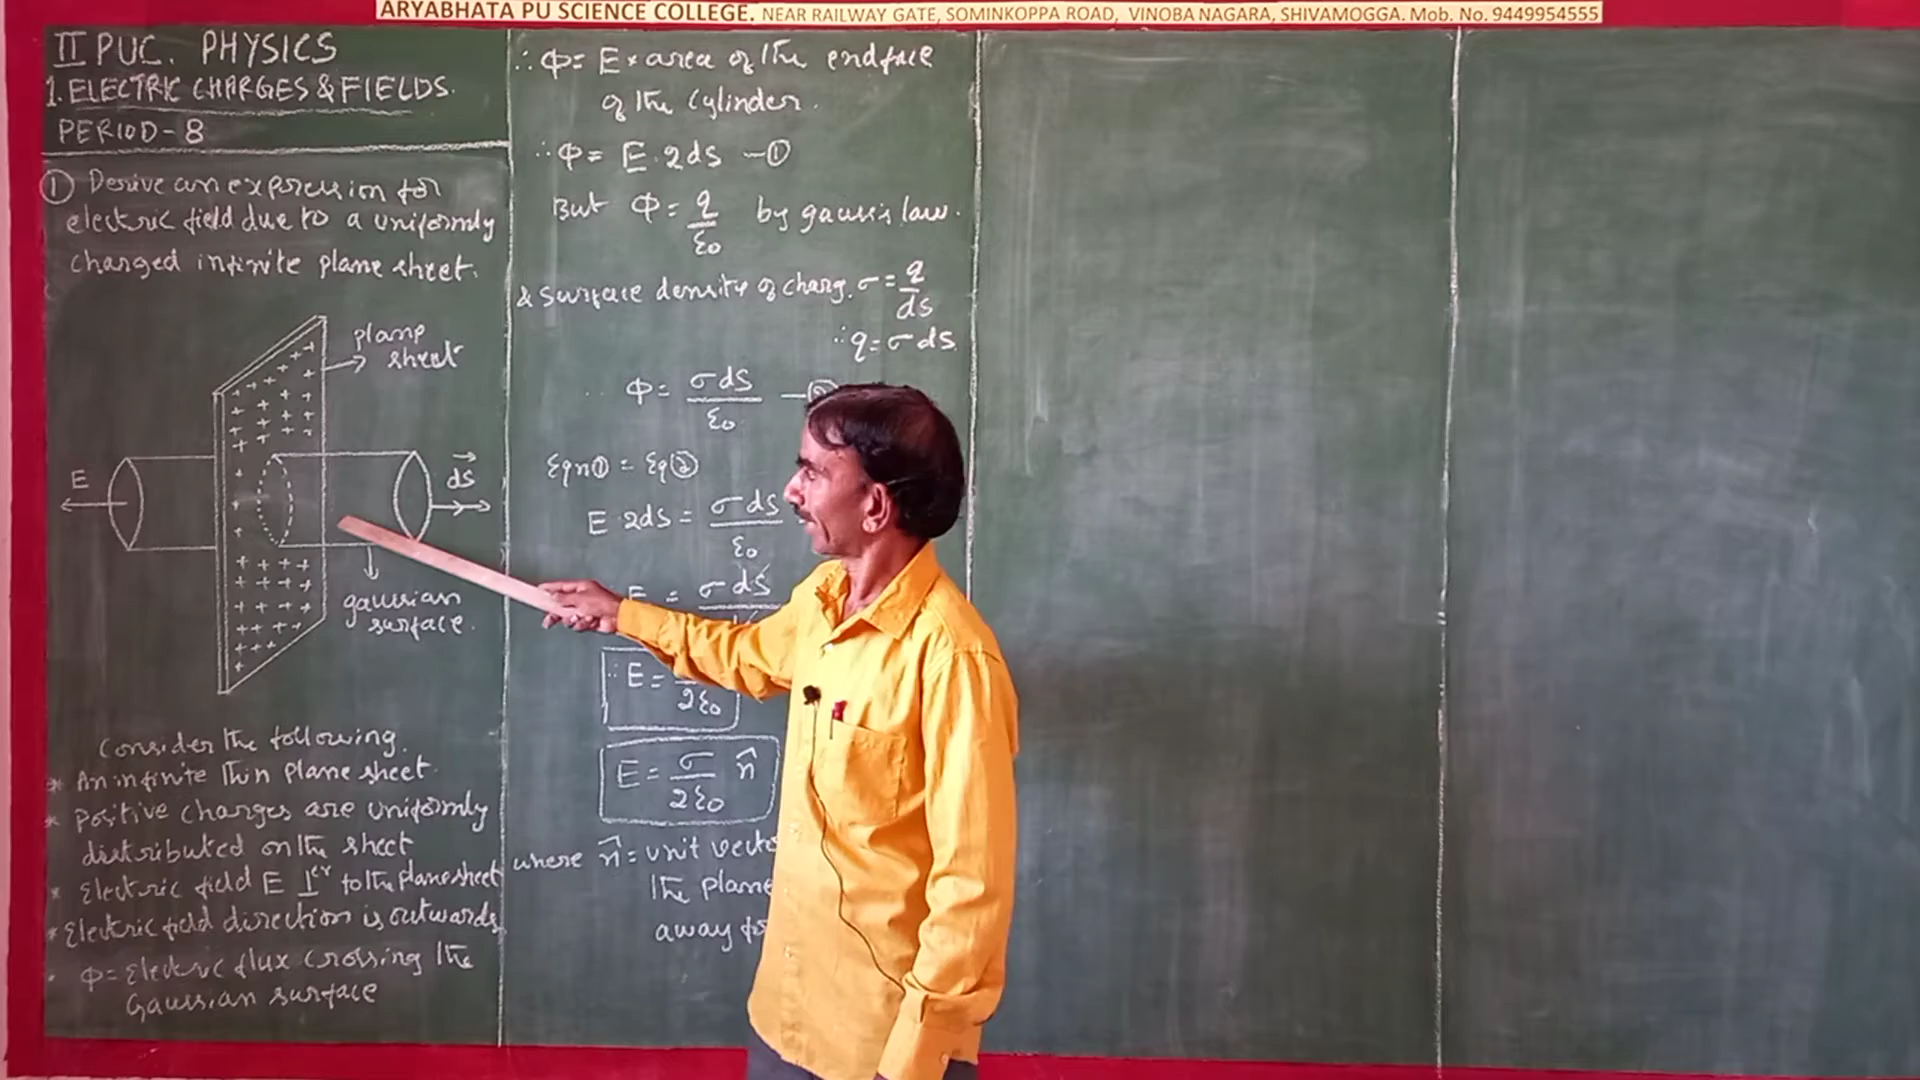 ARYABHATA PU SCIENCE COLLEGE. NEAR RAILWAY GATE, SOMINKOPPA ROAD, VINOBA NAGARA, SHIVAMOGGA. Mob. No. 9449954555
II PUC. PHYSICS
1. ELECTRIC CHARGES & FIELDS.
PERIOD-8
① Derive an expression for
electric field due to a uniformly
charged infinite plane sheet.
plane
sheet
E
ds
gaussian
surface.
Consider the following.
* An infinite thin plane sheet.
* Positive charges are uniformly
distributed on the sheet
* Electric field E ⊥er to the plane sheet
* Electric field direction is outwards
. Φ = Electric flux crossing the
Gaussian surface
∴ Φ = E × area of the endface
of the cylinder.
∴ Φ = E · 2ds —①
But Φ = q/ε₀ by gauss's law.
& Surface density of charg. σ = q/ds
∴ q = σ ds.
Φ = σds/ε₀ —
Eqn① = Eq②
E 2ds = σds/ε₀
E = σds
∴ E = /2ε₀
E = σ/2ε₀ n̂
where n̂ = unit
the plane
away